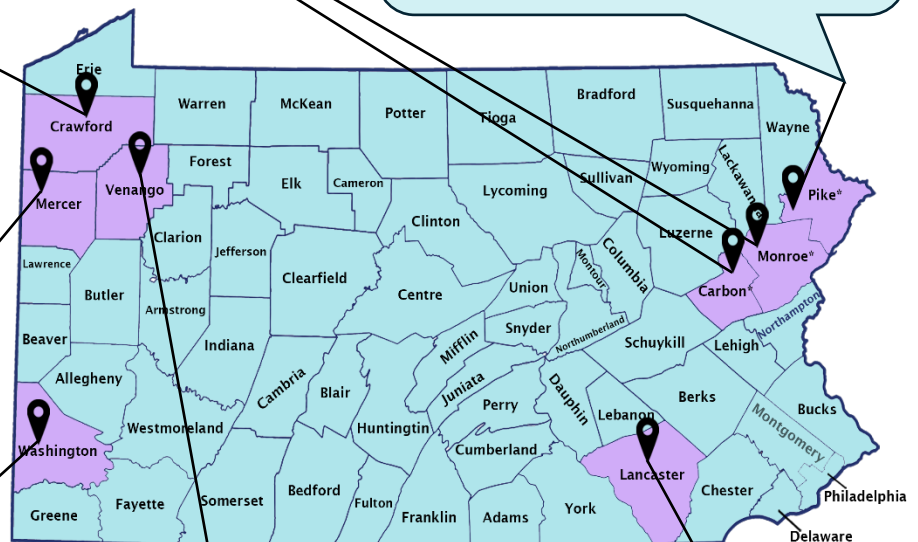 Erie
Warren
McKean
Potter
Tioga
Bradford
Susquehanna
Wayne
Crawford
Forest
Elk
Cameron
Lycoming
Sullivan
Wyoming
Lackawanna
Pike*
Mercer
Venango
Clarion
Jefferson
Clearfield
Clinton
Centre
Union
Montour
Columbia
Luzerne
Monroe*
Carbon*
Lawrence
Butler
Armstrong
Indiana
Snyder
Northumberland
Schuykill
Lehigh
Northampton
Beaver
Allegheny
Cambria
Blair
Mifflin
Juniata
Perry
Dauphin
Lebanon
Berks
Montgomery
Bucks
Washington
Westmoreland
Huntingtin
Cumberland
Lancaster
Chester
Philadelphia
Delaware
Greene
Fayette
Somerset
Bedford
Fulton
Franklin
Adams
York